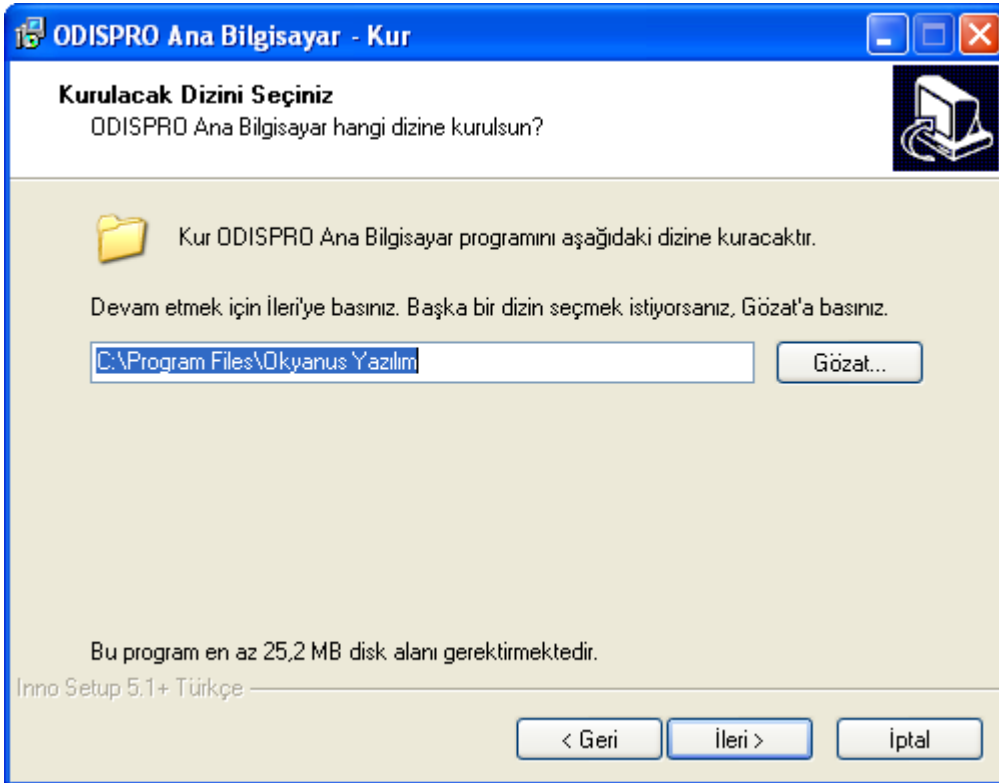 ODISPRO Ana Bilgisayar - Kur
Kurulacak Dizini Seçiniz
ODISPRO Ana Bilgisayar hangi dizine kurulsun?
Kur ODISPRO Ana Bilgisayar programını aşağıdaki dizine kuracaktır.
Devam etmek için İleri'ye basınız. Başka bir dizin seçmek istiyorsanız, Gözat'a basınız.
C:\Program Files\Okyanus Yazılım
Gözat...
Bu program en az 25,2 MB disk alanı gerektirmektedir.
Inno Setup 5.1+ Türkçe
< Geri
İleri >
İptal